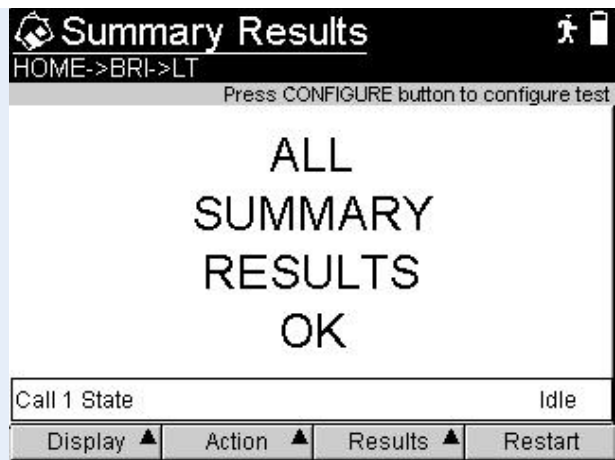 Summary Results
HOME->BRI->LT
Press CONFIGURE button to configure test
ALL
SUMMARY
RESULTS
OK
Call 1 State Idle
Display Action Results Restart